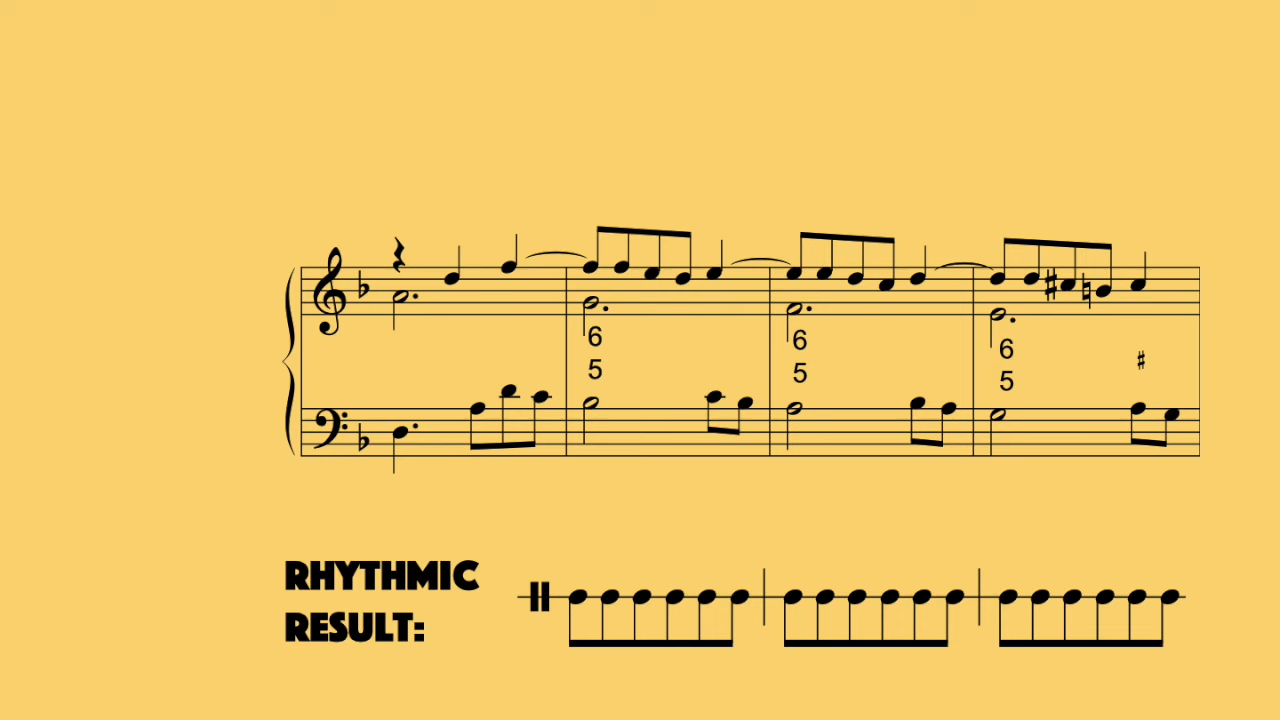 6 6 6
5 5 5 ♯
RHYTHMIC
RESULT: